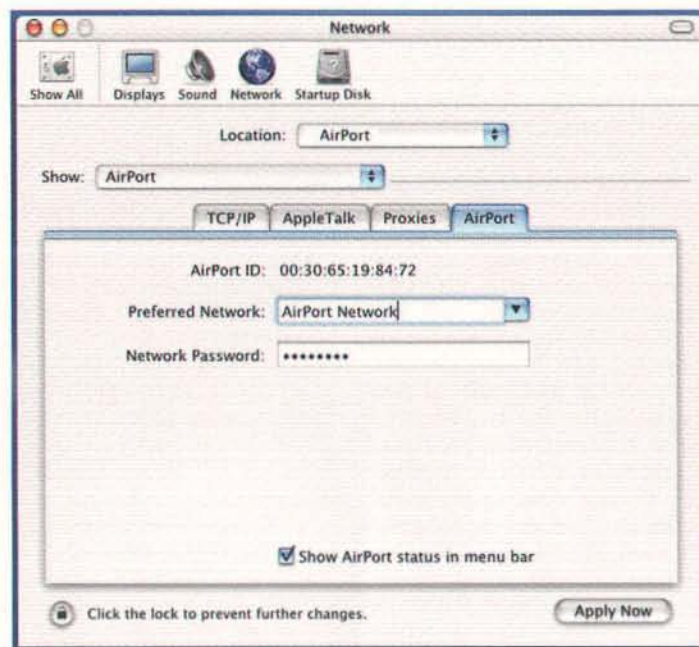 Network
Show All Displays Sound Network Startup Disk
Location: AirPort
Show: AirPort
TCP/IP AppleTalk Proxies AirPort
AirPort ID: 00:30:65:19:84:72
Preferred Network: AirPort Network
Network Password: ••••••••
Show AirPort status in menu bar
Click the lock to prevent further changes.
Apply Now